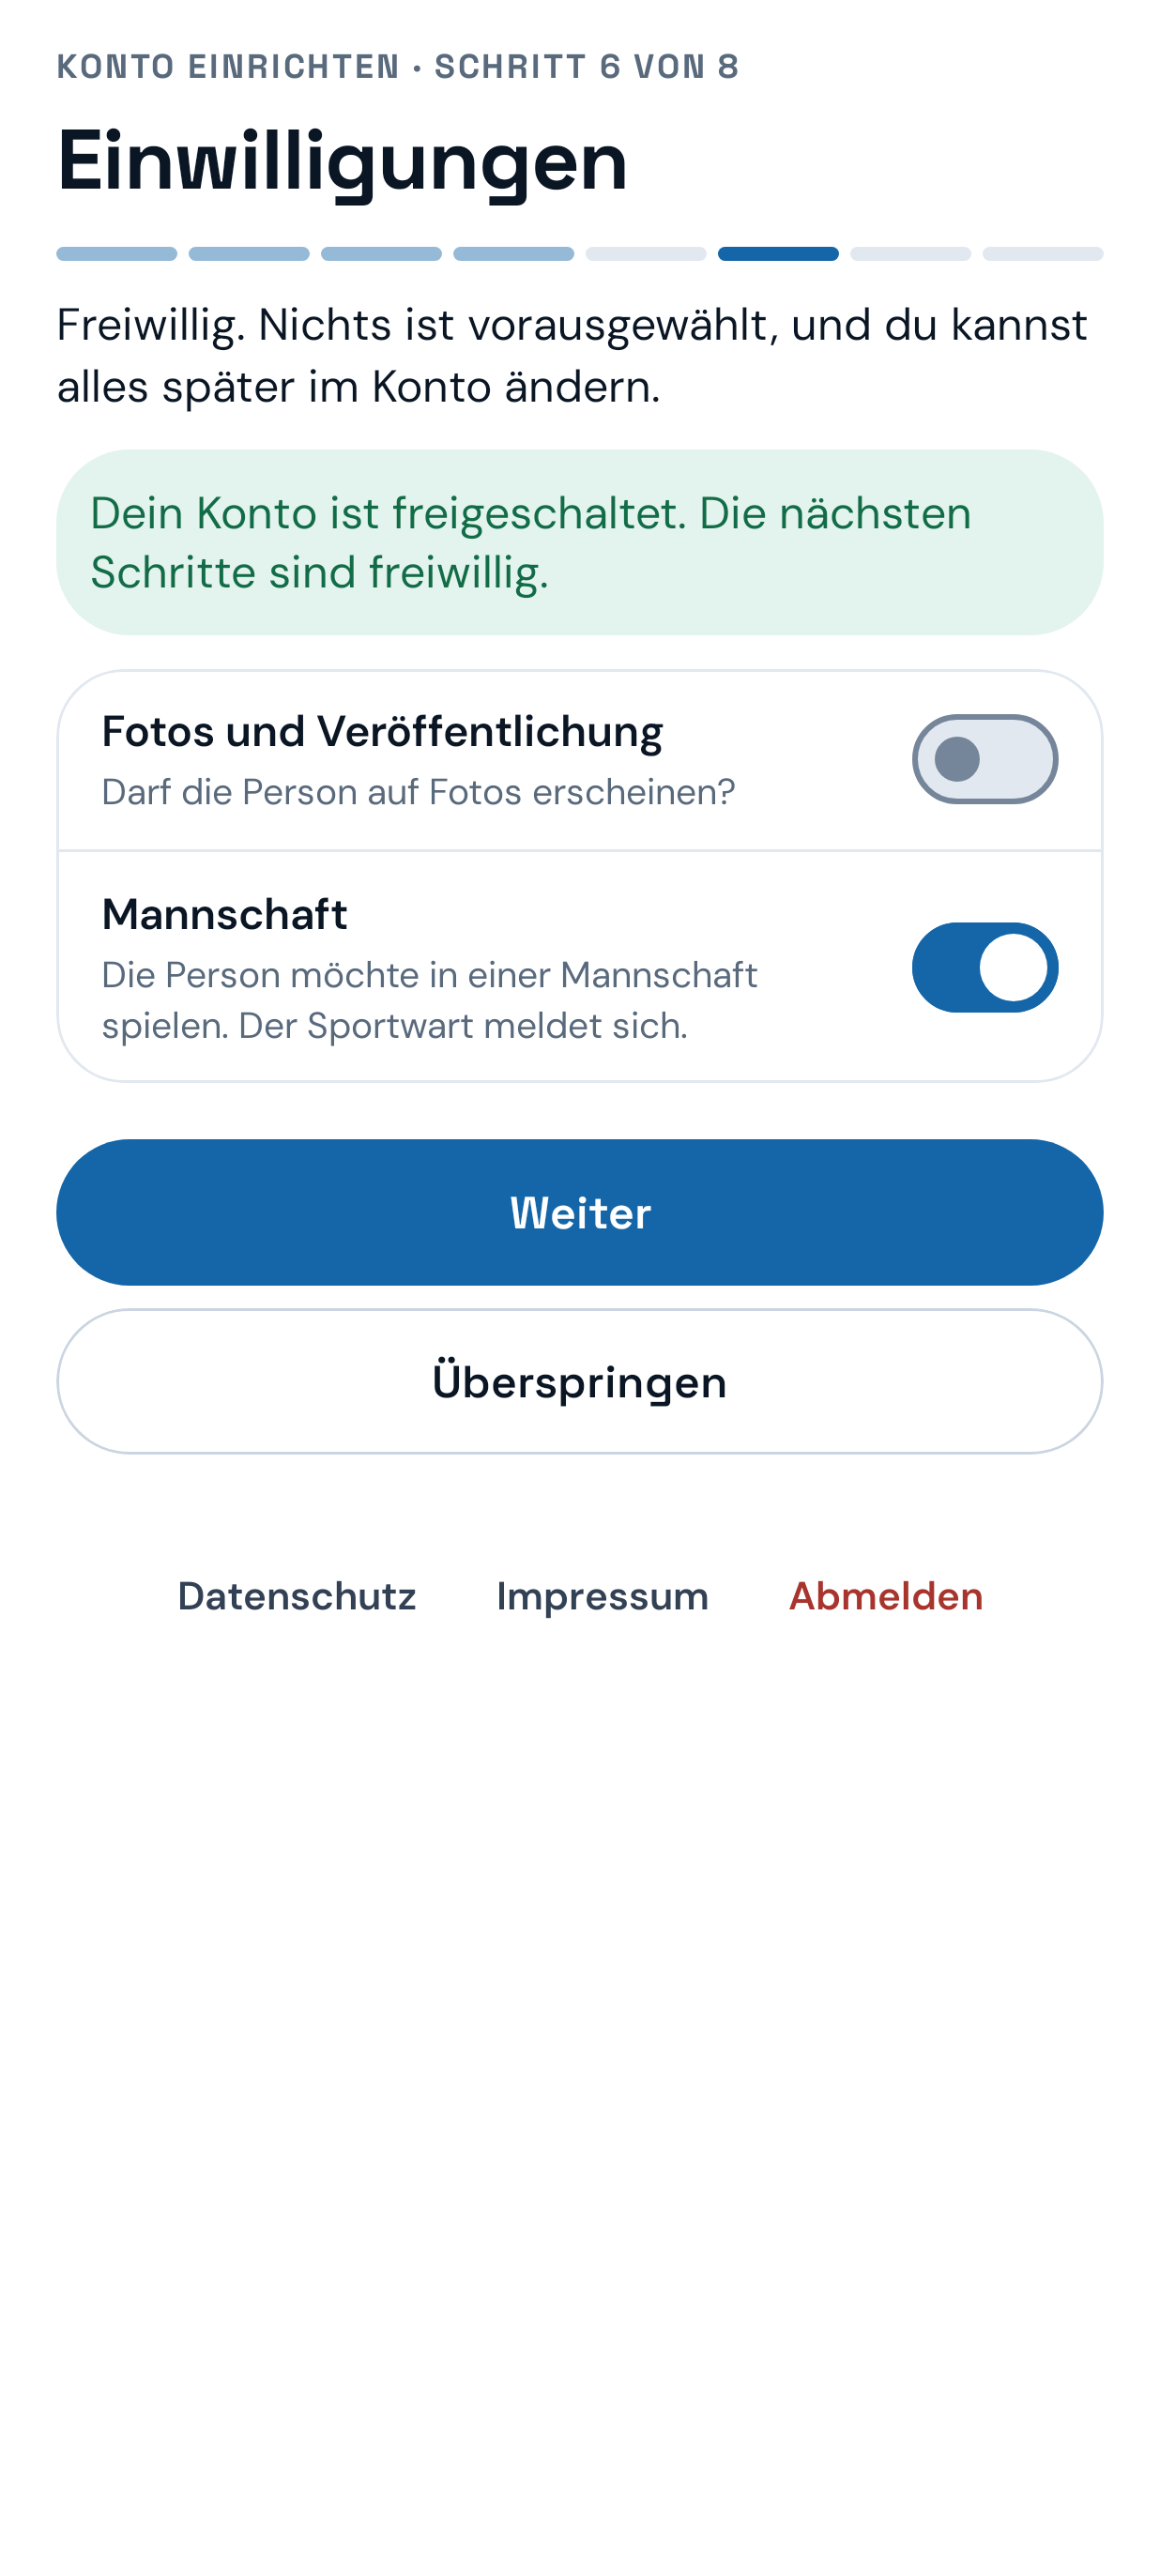 KONTO EINRICHTEN · SCHRITT 6 VON 8
Einwilligungen
Freiwillig. Nichts ist vorausgewählt, und du kannst
alles später im Konto ändern.
Dein Konto ist freigeschaltet. Die nächsten
Schritte sind freiwillig.
Fotos und Veröffentlichung
Darf die Person auf Fotos erscheinen?
Mannschaft
Die Person möchte in einer Mannschaft
spielen. Der Sportwart meldet sich.
Weiter
Überspringen
Datenschutz Impressum Abmelden